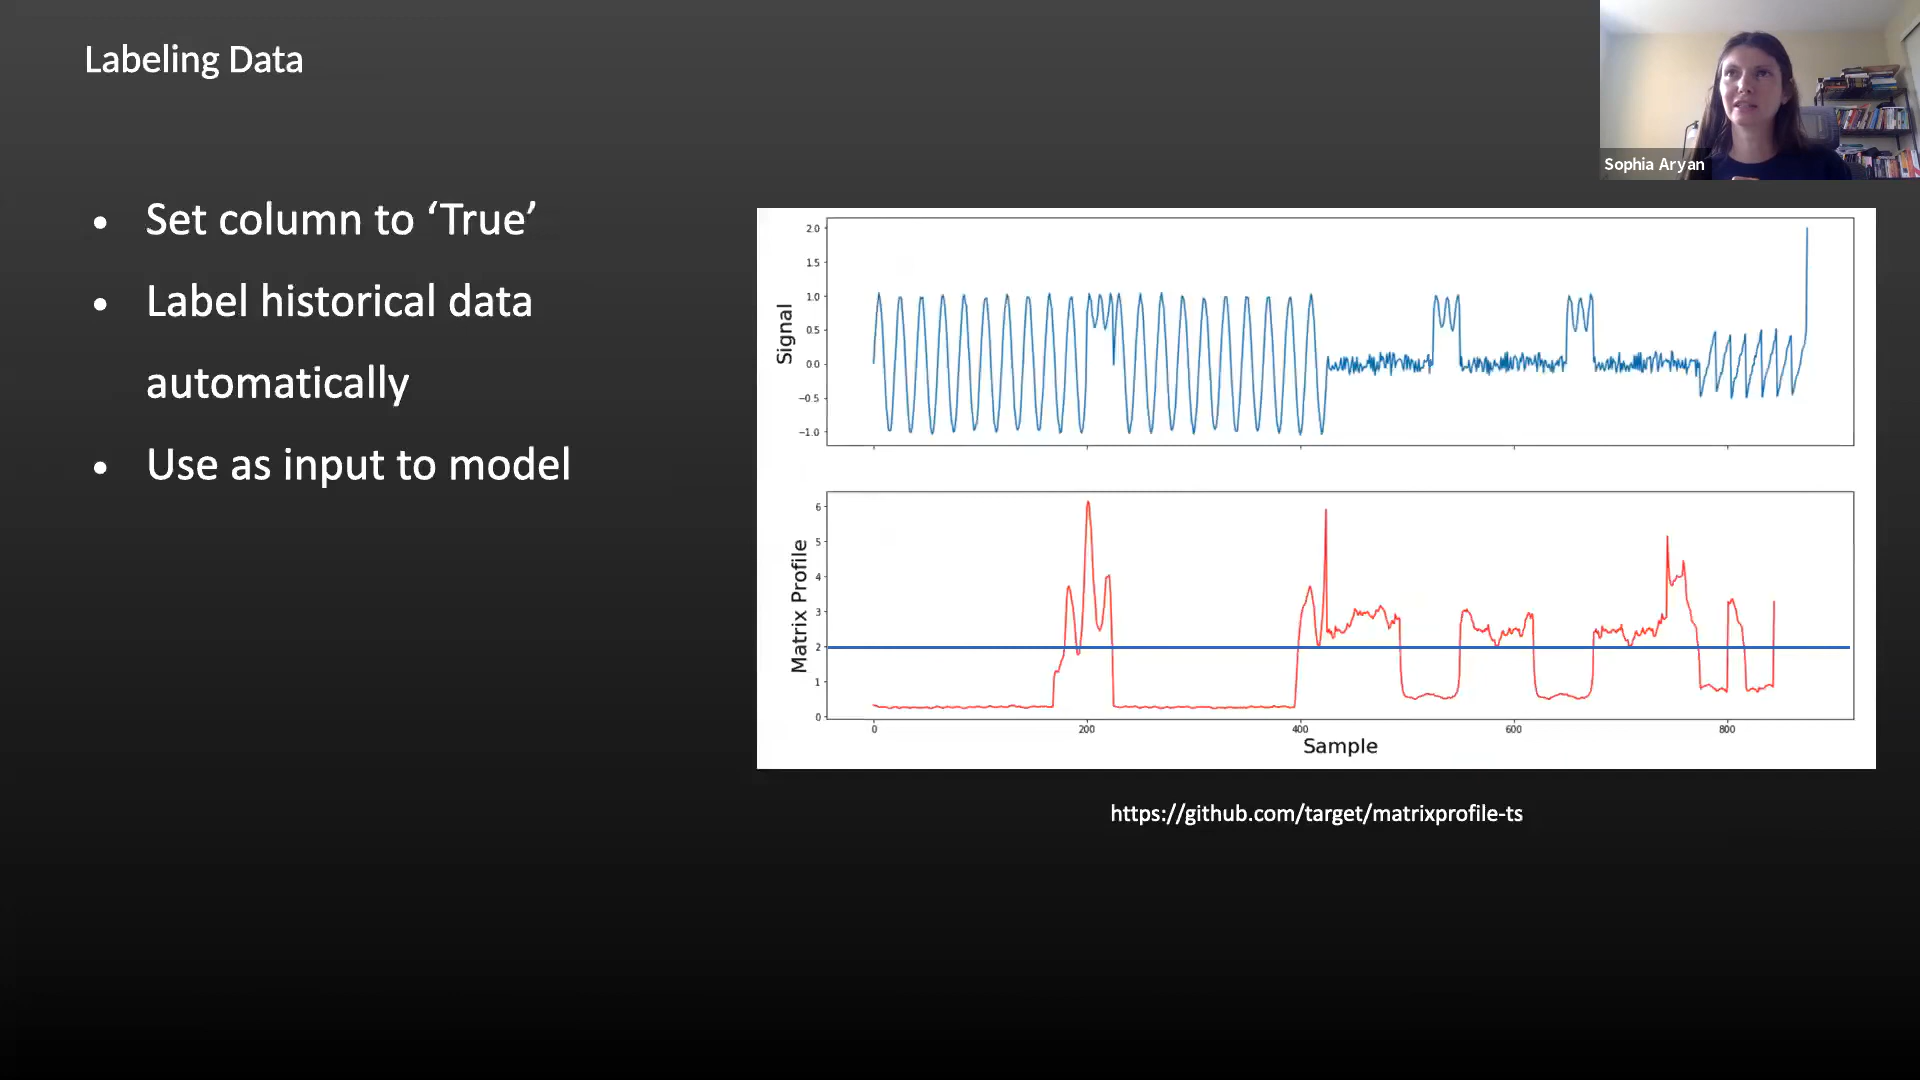 Labeling Data
Sophia Aryan
• Set column to ‘True’
• Label historical data
automatically
• Use as input to model
2.0
1.5
1.0
0.5
0.0
−0.5
−1.0
Signal
6
5
4
3
2
1
0
Matrix Profile
0 200 400 600 800
Sample
https://github.com/target/matrixprofile-ts